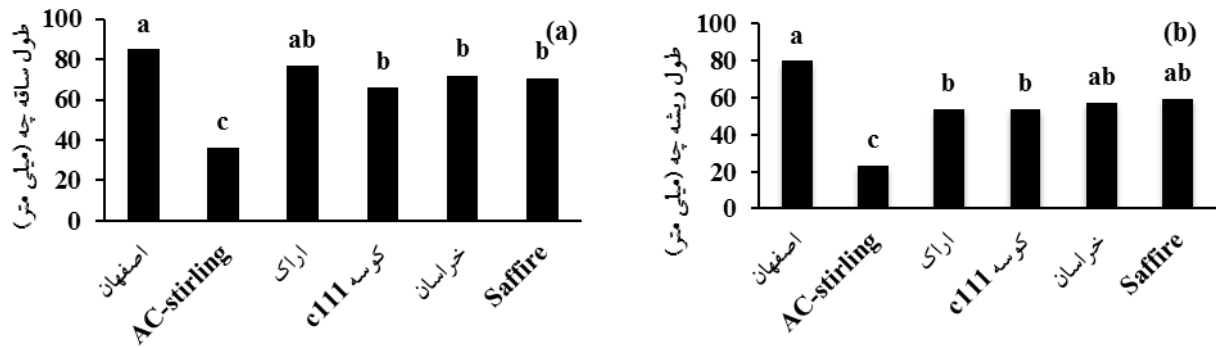 طول ساقه چه (میلی متر)
100
80
60
40
20
0
(a)
a
c
ab
b
b
b
اصفهان
AC-stirling
اراک
کوسه c111
خراسان
Saffire
طول ریشه چه (میلی متر)
100
80
60
40
20
0
(b)
a
c
b
b
ab
ab
اصفهان
AC-stirling
اراک
کوسه c111
خراسان
Saffire